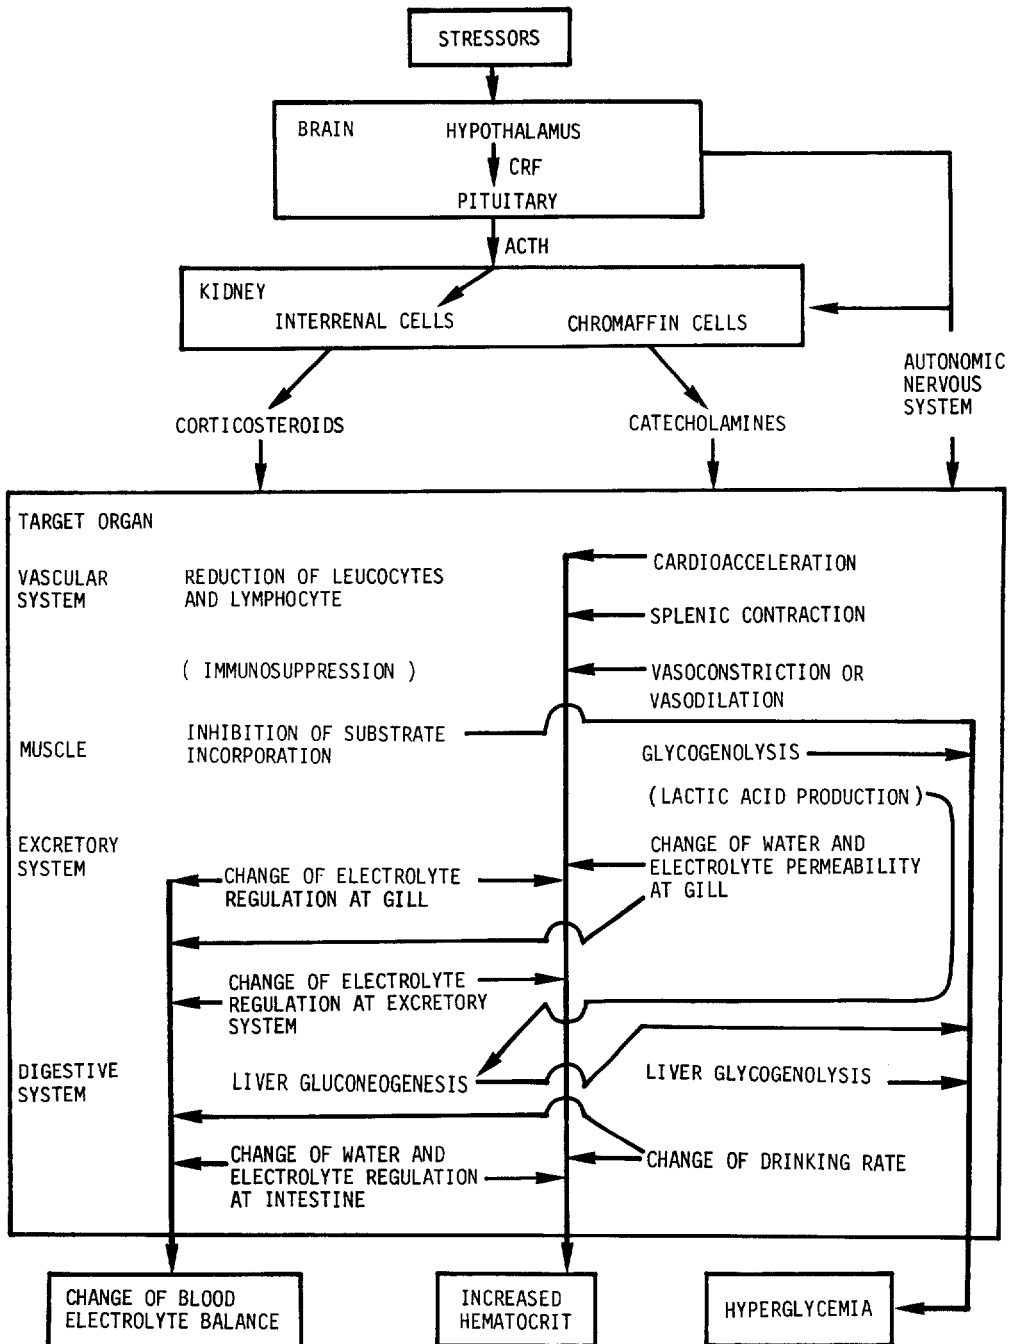 STRESSORS
BRAIN
HYPOTHALAMUS
CRF
PITUITARY
ACTH
KIDNEY
INTERRENAL CELLS
CHROMAFFIN CELLS
AUTONOMIC
NERVOUS
SYSTEM
CORTICOSTEROIDS
CATECHOLAMINES
TARGET ORGAN
VASCULAR
SYSTEM
REDUCTION OF LEUCOCYTES
AND LYMPHOCYTE
CARDIOACCELERATION
SPLENIC CONTRACTION
( IMMUNOSUPPRESSION )
VASOCONSTRICTION OR
VASODILATION
MUSCLE
INHIBITION OF SUBSTRATE
INCORPORATION
GLYCOGENOLYSIS
(LACTIC ACID PRODUCTION)
EXCRETORY
SYSTEM
CHANGE OF WATER AND
ELECTROLYTE PERMEABILITY
AT GILL
CHANGE OF ELECTROLYTE
REGULATION AT GILL
CHANGE OF ELECTROLYTE
REGULATION AT EXCRETORY
SYSTEM
DIGESTIVE
SYSTEM
LIVER GLUCONEOGENESIS
LIVER GLYCOGENOLYSIS
CHANGE OF WATER AND
ELECTROLYTE REGULATION
AT INTESTINE
CHANGE OF DRINKING RATE
CHANGE OF BLOOD
ELECTROLYTE BALANCE
INCREASED
HEMATOCRIT
HYPERGLYCEMIA